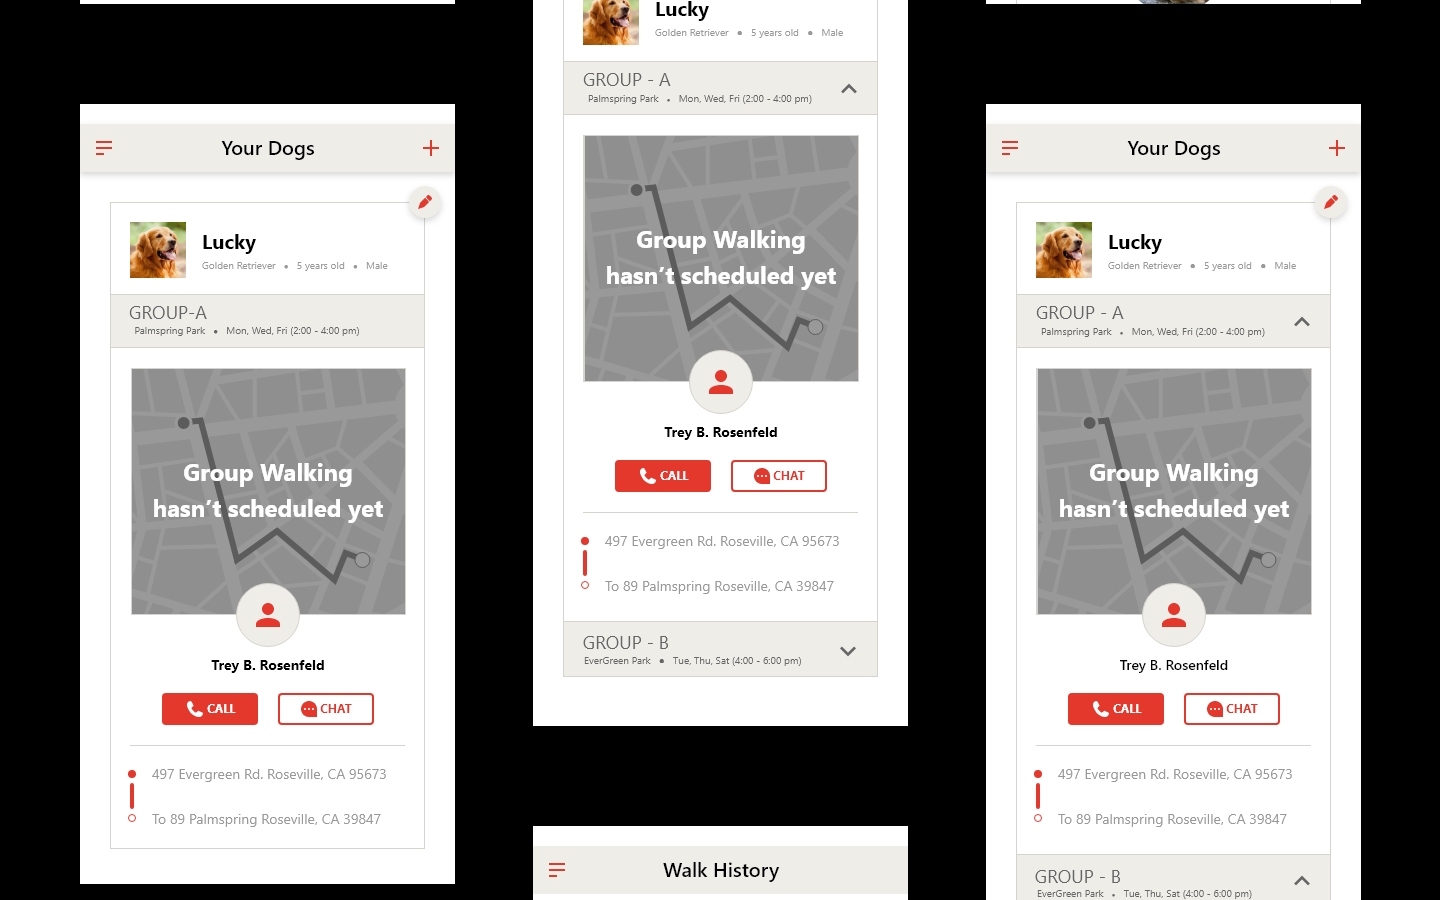 Your Dogs
Lucky
Golden Retriever • 5 years old • Male
GROUP-A
Palmspring Park • Mon, Wed, Fri (2:00 - 4:00 pm)
Group Walking
hasn't scheduled yet
Trey B. Rosenfeld
CALL
CHAT
497 Evergreen Rd. Roseville, CA 95673
To 89 Palmspring Roseville, CA 39847
Lucky
Golden Retriever • 5 years old • Male
GROUP - A
Palmspring Park • Mon, Wed, Fri (2:00 - 4:00 pm)
Group Walking
hasn't scheduled yet
Trey B. Rosenfeld
CALL
CHAT
497 Evergreen Rd. Roseville, CA 95673
To 89 Palmspring Roseville, CA 39847
GROUP - B
EverGreen Park • Tue, Thu, Sat (4:00 - 6:00 pm)
Walk History
Your Dogs
Lucky
Golden Retriever • 5 years old • Male
GROUP - A
Palmspring Park • Mon, Wed, Fri (2:00 - 4:00 pm)
Group Walking
hasn't scheduled yet
Trey B. Rosenfeld
CALL
CHAT
497 Evergreen Rd. Roseville, CA 95673
To 89 Palmspring Roseville, CA 39847
GROUP - B
EverGreen Park • Tue, Thu, Sat (4:00 - 6:00 pm)